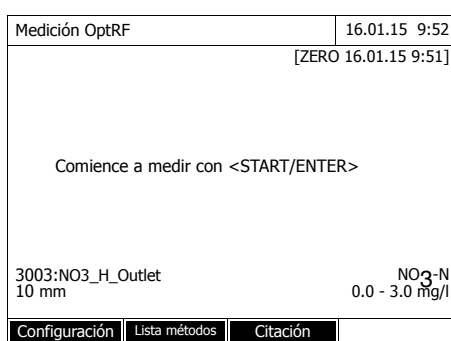 Medición OptRF 16.01.15 9:52
[ZERO 16.01.15 9:51]
Comience a medir con <START/ENTER>
3003:NO3_H_Outlet NO3-N
10 mm 0.0 - 3.0 mg/l
Configuración Lista métodos Citación